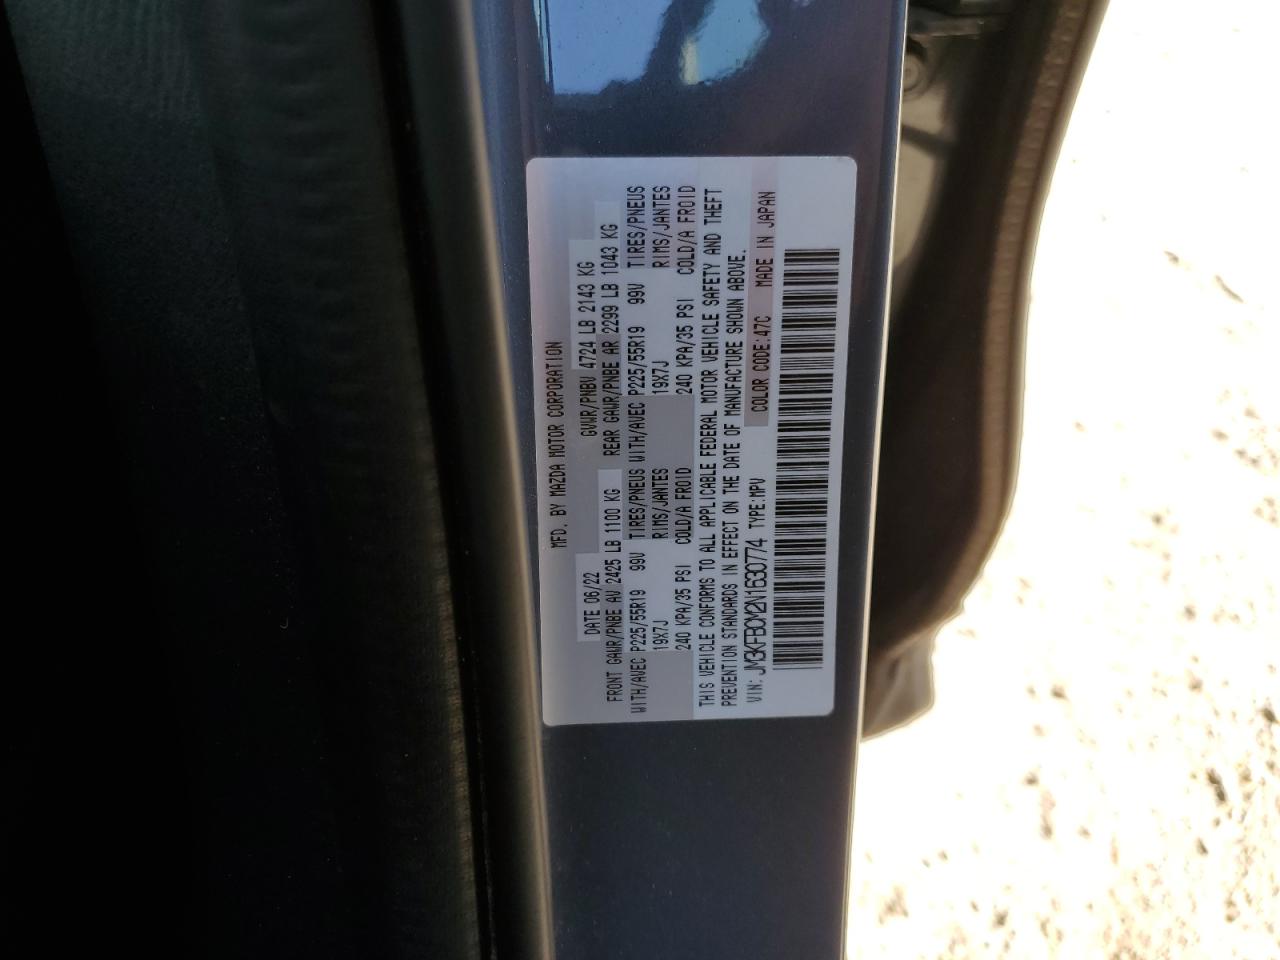 MFD. BY MAZDA MOTOR CORPORATION
DATE 06/22 GVWR/PNBV 4724 LB 2143 KG
FRONT GAWR/PNBE AV 2425 LB 1100 KG REAR GAWR/PNBE AR 2299 LB 1043 KG
WITH/AVEC P225/55R19 99V TIRES/PNEUS WITH/AVEC P225/55R19 99V TIRES/PNEUS
19X7J RIMS/JANTES 19X7J RIMS/JANTES
240 KPA/35 PSI COLD/A FROID 240 KPA/35 PSI COLD/A FROID
THIS VEHICLE CONFORMS TO ALL APPLICABLE FEDERAL MOTOR VEHICLE SAFETY AND THEFT
PREVENTION STANDARDS IN EFFECT ON THE DATE OF MANUFACTURE SHOWN ABOVE.
VIN: JM3KFBCM2N1630774 TYPE:MPV COLOR CODE:47C MADE IN JAPAN